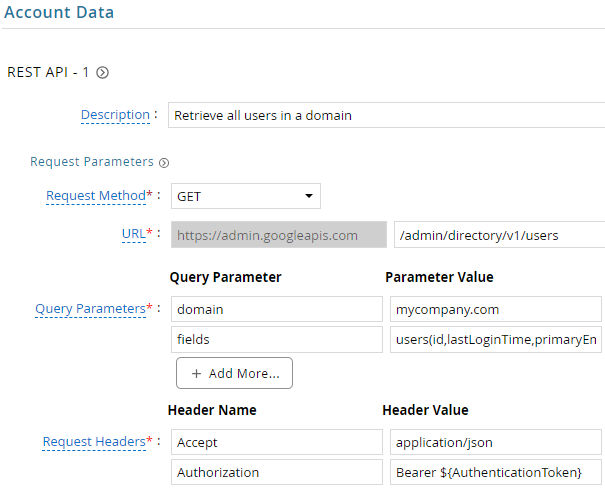 Account Data
REST API - 1
Description :
Retrieve all users in a domain
Request Parameters
Request Method* :
GET
URL* :
https://admin.googleapis.com
/admin/directory/v1/users
Query Parameter
Parameter Value
Query Parameters* :
domain
mycompany.com
fields
users(id,lastLoginTime,primaryEm
+ Add More...
Header Name
Header Value
Request Headers* :
Accept
application/json
Authorization
Bearer ${AuthenticationToken}